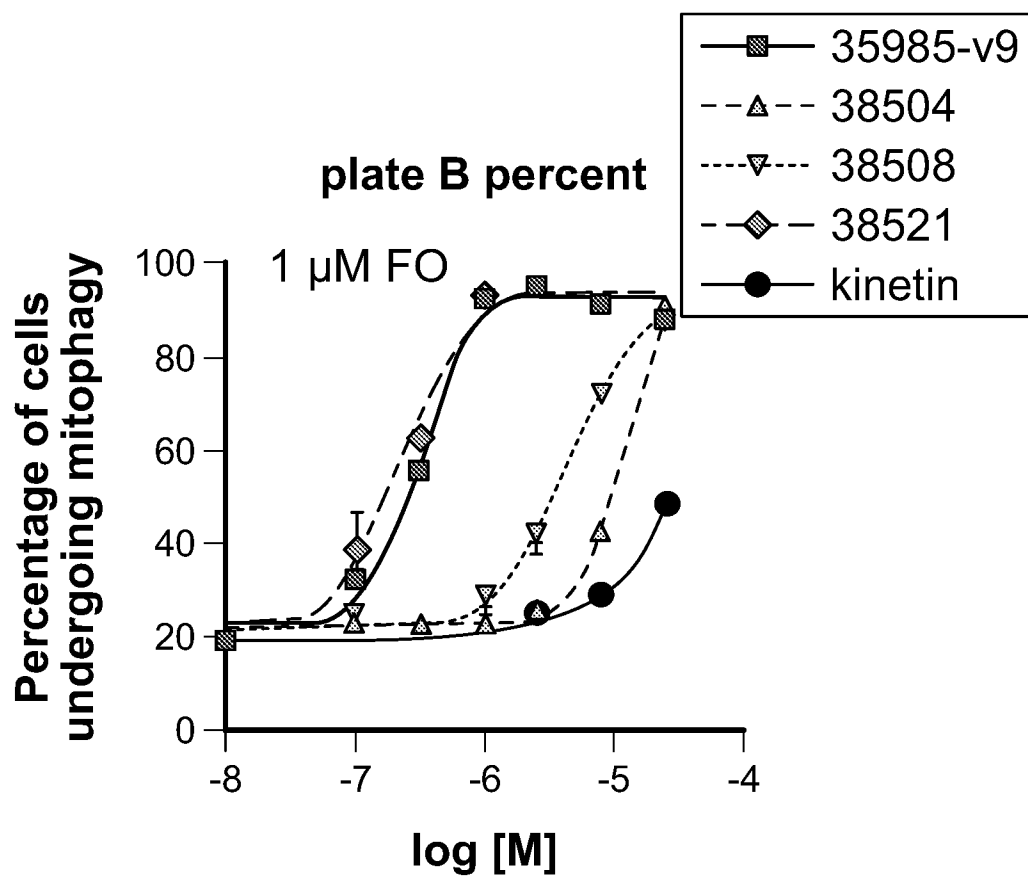 35985-v9
38504
38508
38521
kinetin
plate B percent
1 µM FO
Percentage of cells
undergoing mitophagy
100
80
60
40
20
0
-8
-7
-6
-5
-4
log [M]